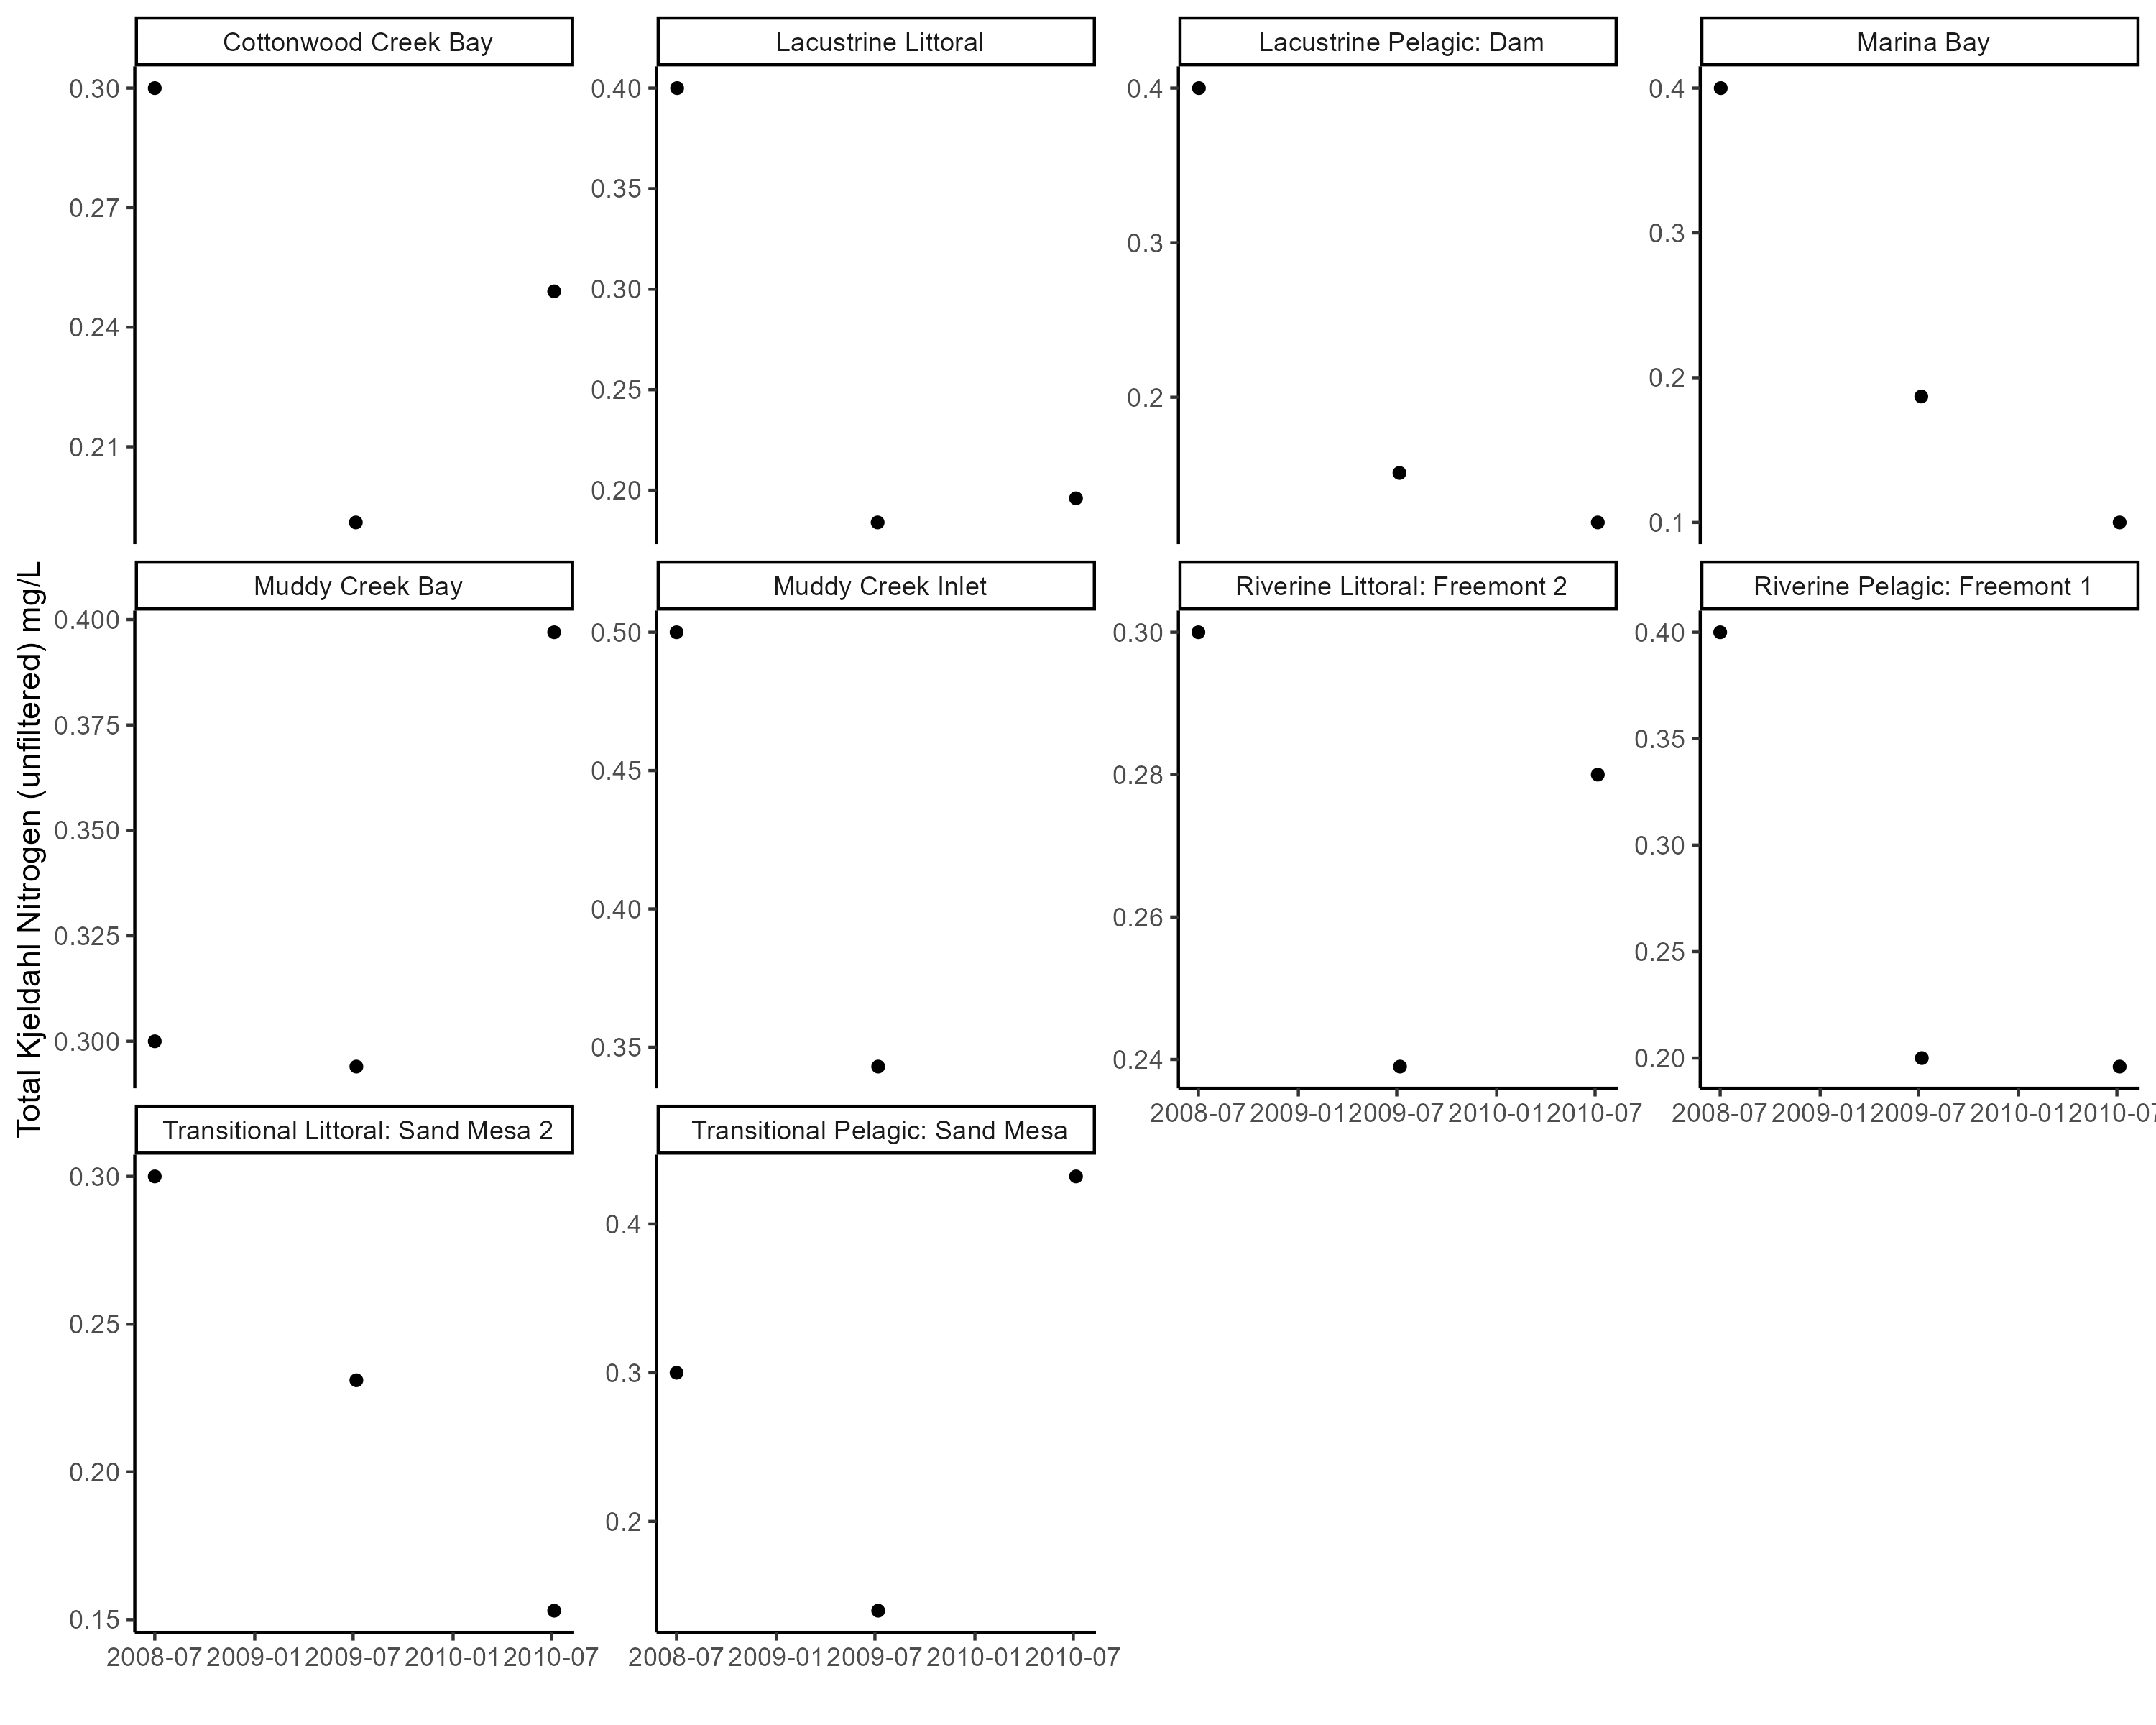 Total Kjeldahl Nitrogen (unfiltered) mg/L
Cottonwood Creek Bay
0.30
0.27
0.24
0.21
Lacustrine Littoral
0.40
0.35
0.30
0.25
0.20
Lacustrine Pelagic: Dam
0.4
0.3
0.2
Marina Bay
0.4
0.3
0.2
0.1
Muddy Creek Bay
0.400
0.375
0.350
0.325
0.300
Muddy Creek Inlet
0.50
0.45
0.40
0.35
Riverine Littoral: Freemont 2
0.30
0.28
0.26
0.24
2008-07 2009-01 2009-07 2010-01 2010-07
Riverine Pelagic: Freemont 1
0.40
0.35
0.30
0.25
0.20
2008-07 2009-01 2009-07 2010-01 2010-07
Transitional Littoral: Sand Mesa 2
0.30
0.25
0.20
0.15
2008-07 2009-01 2009-07 2010-01 2010-07
Transitional Pelagic: Sand Mesa
0.4
0.3
0.2
2008-07 2009-01 2009-07 2010-01 2010-07